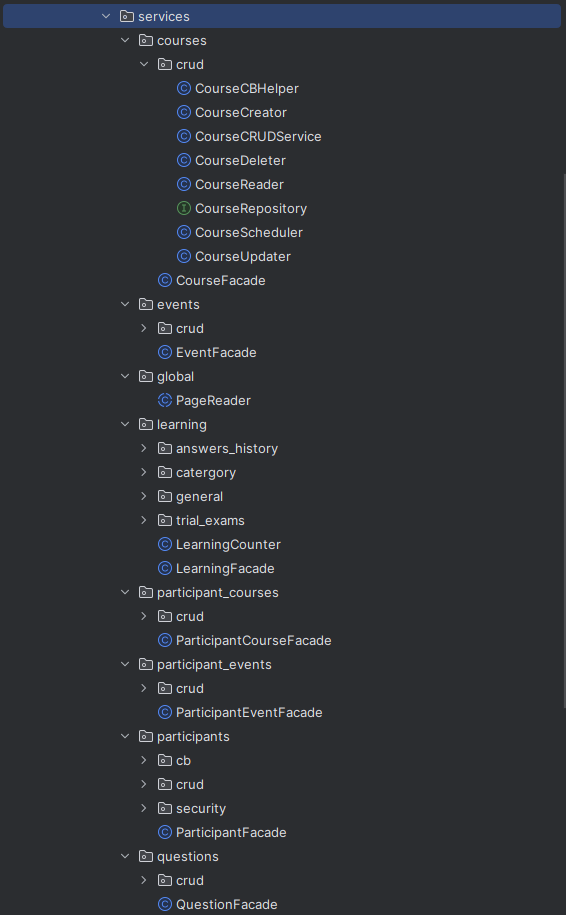 services
courses
crud
CourseCBHelper
CourseCreator
CourseCRUDService
CourseDeleter
CourseReader
CourseRepository
CourseScheduler
CourseUpdater
CourseFacade
events
crud
EventFacade
global
PageReader
learning
answers_history
catergory
general
trial_exams
LearningCounter
LearningFacade
participant_courses
crud
ParticipantCourseFacade
participant_events
crud
ParticipantEventFacade
participants
cb
crud
security
ParticipantFacade
questions
crud
QuestionFacade